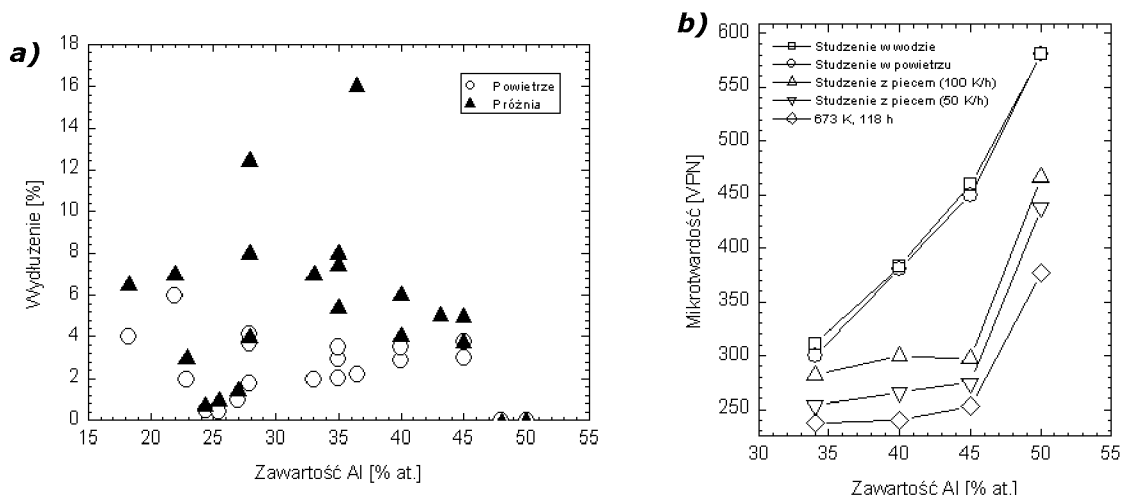 a)
18
16
14
12
10
8
6
4
2
0
Wydłużenie [%]
Powietrze
Próżnia
15 20 25 30 35 40 45 50 55
Zawartość Al [% at.]
b)
600
550
500
450
400
350
300
250
Mikrotwardość [VPN]
Studzenie w wodzie
Studzenie w powietrzu
Studzenie z piecem (100 K/h)
Studzenie z piecem (50 K/h)
673 K, 118 h
30 35 40 45 50 55
Zawartość Al [% at.]